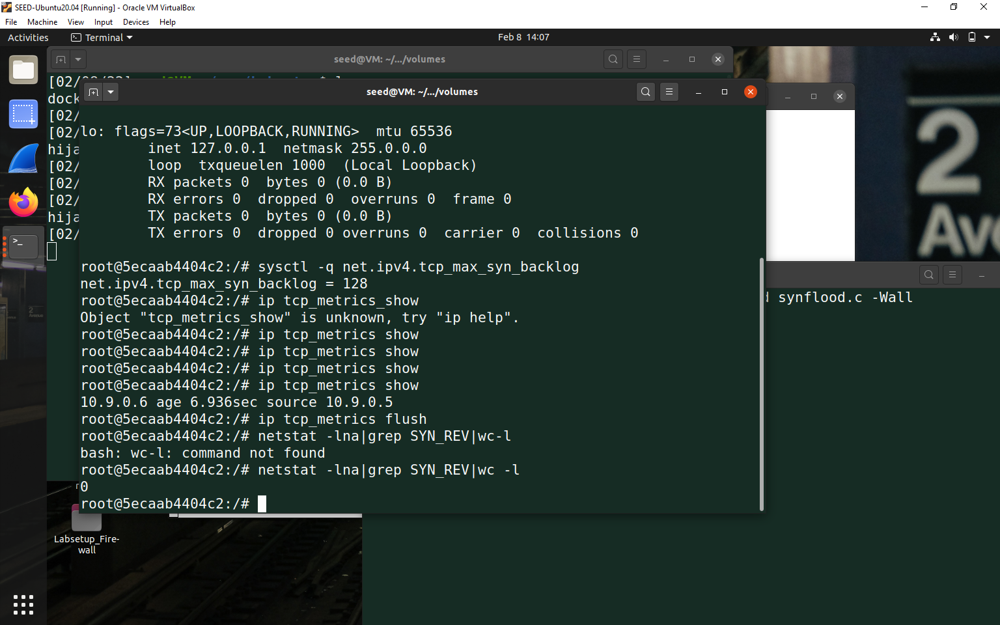 SEED-Ubuntu20.04 [Running] - Oracle VM VirtualBox
File Machine View Input Devices Help
Activities Terminal Feb 8 14:07
seed@VM: ~/.../volumes
[02/
dock
[02/
[02/
hija
[02/
[02/
[02/
hija
[02/
seed@VM: ~/.../volumes
lo: flags=73<UP,LOOPBACK,RUNNING>  mtu 65536
inet 127.0.0.1  netmask 255.0.0.0
loop  txqueuelen 1000  (Local Loopback)
RX packets 0  bytes 0 (0.0 B)
RX errors 0  dropped 0  overruns 0  frame 0
TX packets 0  bytes 0 (0.0 B)
TX errors 0  dropped 0 overruns 0  carrier 0  collisions 0
root@5ecaab4404c2:/# sysctl -q net.ipv4.tcp_max_syn_backlog
net.ipv4.tcp_max_syn_backlog = 128
root@5ecaab4404c2:/# ip tcp_metrics_show
Object "tcp_metrics_show" is unknown, try "ip help".
root@5ecaab4404c2:/# ip tcp_metrics show
root@5ecaab4404c2:/# ip tcp_metrics show
root@5ecaab4404c2:/# ip tcp_metrics show
root@5ecaab4404c2:/# ip tcp_metrics show
10.9.0.6 age 6.936sec source 10.9.0.5
root@5ecaab4404c2:/# ip tcp_metrics flush
root@5ecaab4404c2:/# netstat -lna|grep SYN_REV|wc-l
bash: wc-l: command not found
root@5ecaab4404c2:/# netstat -lna|grep SYN_REV|wc -l
0
root@5ecaab4404c2:/#
synflood.c -Wall
2
Ave
2
Labsetup_Fire-
wall